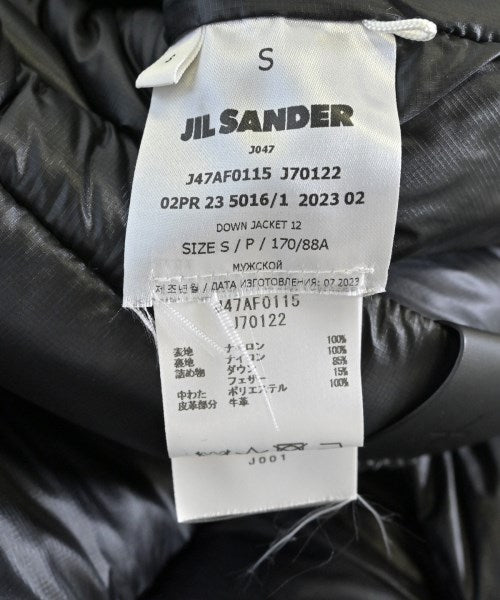 S
S
JIL SANDER
J047
J47AF0115 J70122
02PR 23 5016/1 2023 02
DOWN JACKET 12
SIZE S / P / 170/88A
МУЖСКОЙ
제조년월 / ДАТА ИЗГОТОВЛЕНИЯ: 07.2023
J47AF0115
J70122
表地 ナイロン 100%
裏地 ナイロン 100%
詰め物 ダウン 85%
フェザー 15%
中わた ポリエステル 100%
皮革部分 牛革
J001